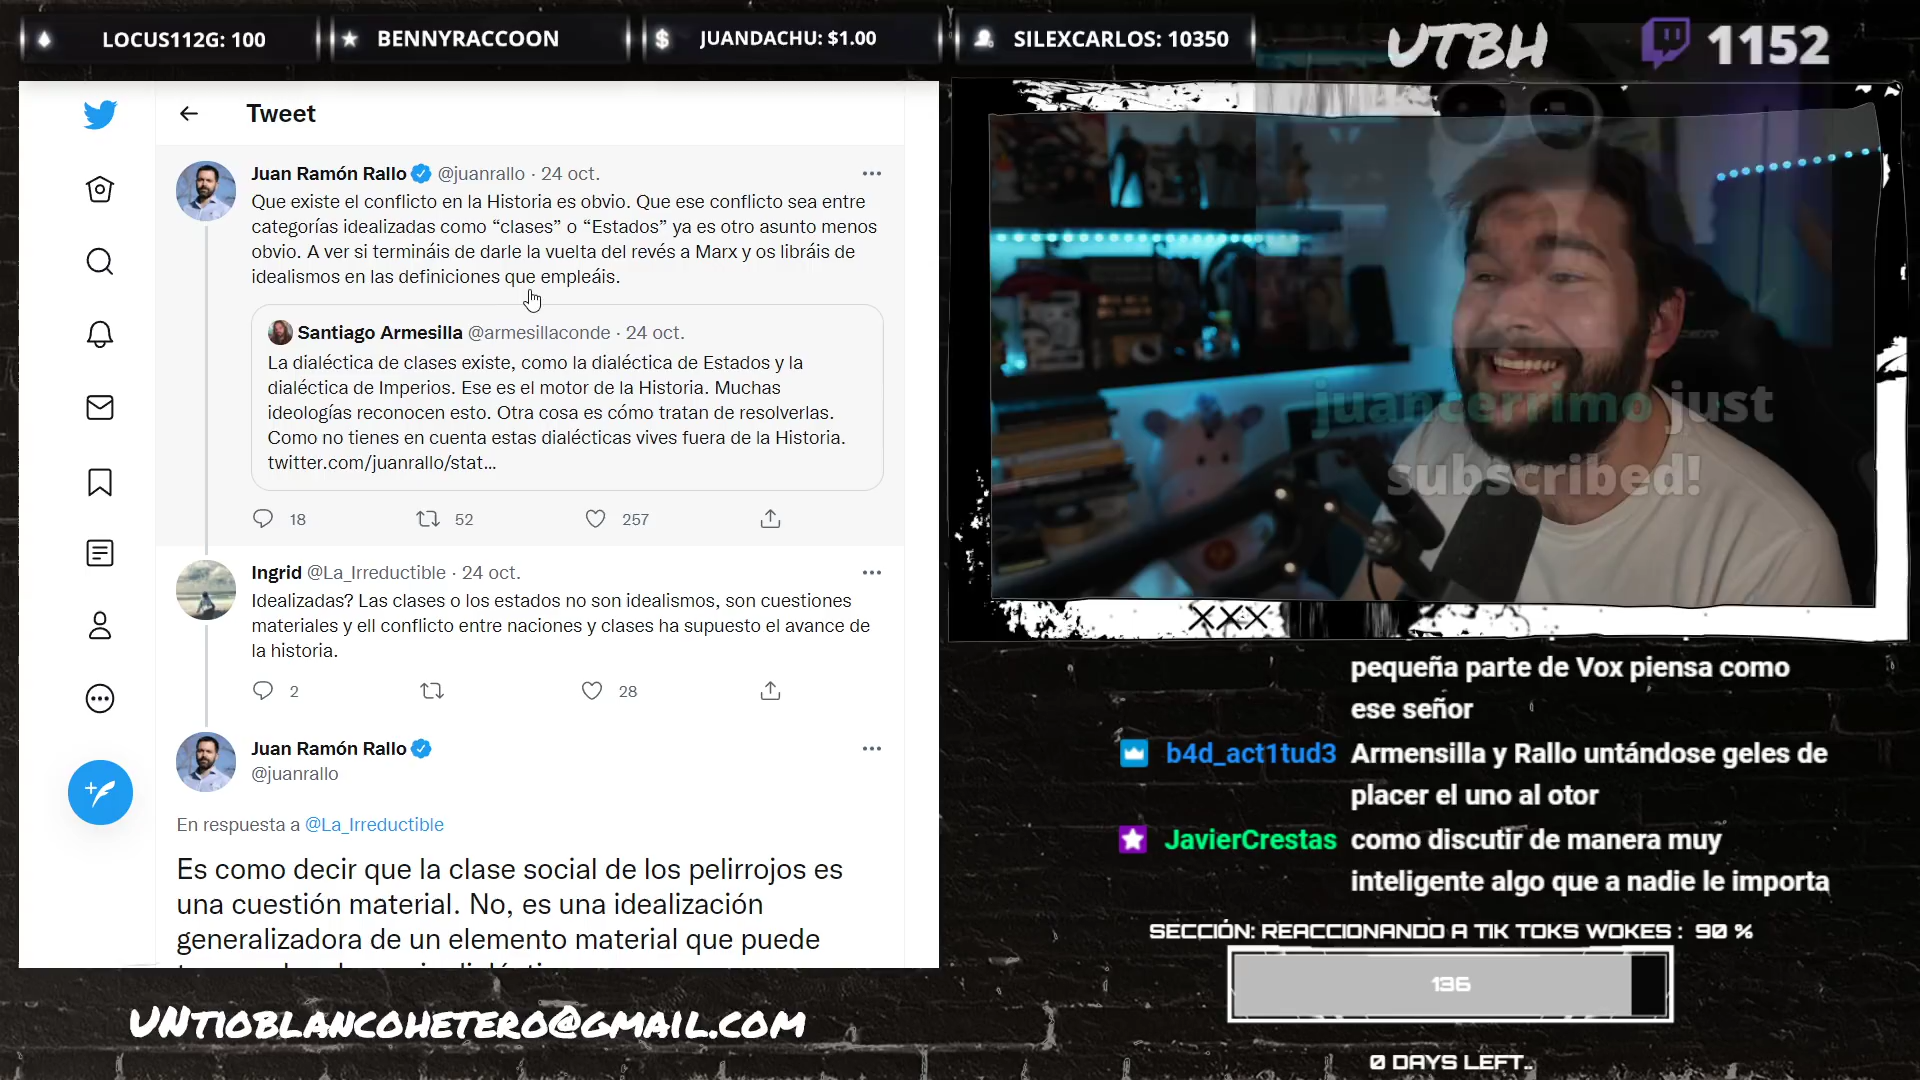 LOCUS112G: 100
BENNYRACCOON
JUANDACHU: $1.00
SILEXCARLOS: 10350
UTBH
1152
Tweet
Juan Ramón Rallo @juanrallo · 24 oct.
Que existe el conflicto en la Historia es obvio. Que ese conflicto sea entre
categorías idealizadas como “clases” o “Estados” ya es otro asunto menos
obvio. A ver si termináis de darle la vuelta del revés a Marx y os libráis de
idealismos en las definiciones que empleáis.
Santiago Armesilla @armesillaconde · 24 oct.
La dialéctica de clases existe, como la dialéctica de Estados y la
dialéctica de Imperios. Ese es el motor de la Historia. Muchas
ideologías reconocen esto. Otra cosa es cómo tratan de resolverlas.
Como no tienes en cuenta estas dialécticas vives fuera de la Historia.
twitter.com/juanrallo/stat...
18 52 257
Ingrid @La_Irreductible · 24 oct.
Idealizadas? Las clases o los estados no son idealismos, son cuestiones
materiales y ell conflicto entre naciones y clases ha supuesto el avance de
la historia.
2 28
Juan Ramón Rallo
@juanrallo
En respuesta a @La_Irreductible
Es como decir que la clase social de los pelirrojos es
una cuestión material. No, es una idealización
generalizadora de un elemento material que puede
juancerrimo just
subscribed!
XXX
pequeña parte de Vox piensa como
ese señor
b4d_act1tud3 Armensilla y Rallo untándose geles de
placer el uno al otor
JavierCrestas como discutir de manera muy
inteligente algo que a nadie le importa
SECCIÓN: REACCIONANDO A TIK TOKS WOKES : 90 %
136
0 DAYS LEFT..
UNTIOBLANCOHETERO@GMAIL.COM